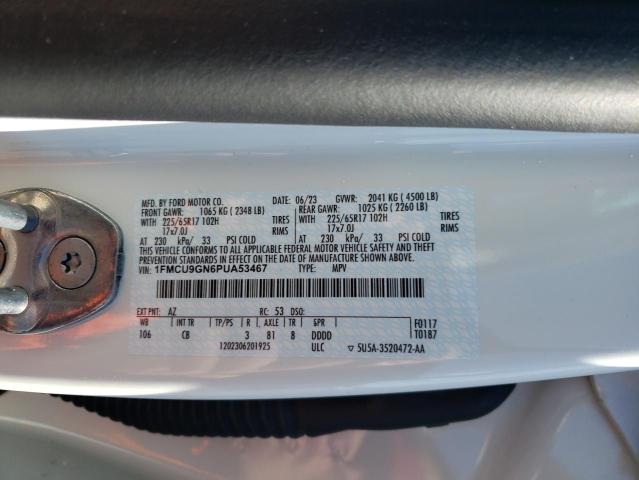 MFD. BY FORD MOTOR CO. 06/23 GVWR: 2041 KG ( 4500 LB)
FRONT GAWR: 1065 KG ( 2348 LB) REAR GAWR: 1025 KG ( 2260 LB)
WITH 225/65R17 102H TIRES WITH 225/65R17 102H TIRES
17x7.0J RIMS 17x7.0J RIMS
AT 230 kPa/ 33 PSI COLD AT 230 kPa/ 33 PSI COLD
THIS VEHICLE CONFORMS TO ALL APPLICABLE FEDERAL MOTOR VEHICLE SAFETY AND THEFT
PREVENTION STANDARDS IN EFFECT ON THE DATE OF MANUFACTURE SHOWN ABOVE.
1FMCU9GN6PUA53467 TYPE: MPV
EXT PNT: AZ RC: 53 DSO:
WB INT TR TP/PS R AXLE TR SPR F0117
106 CB 3 81 8 DDDD T0187
1202306201925 ULC ▽ 5U5A-3520472-AA